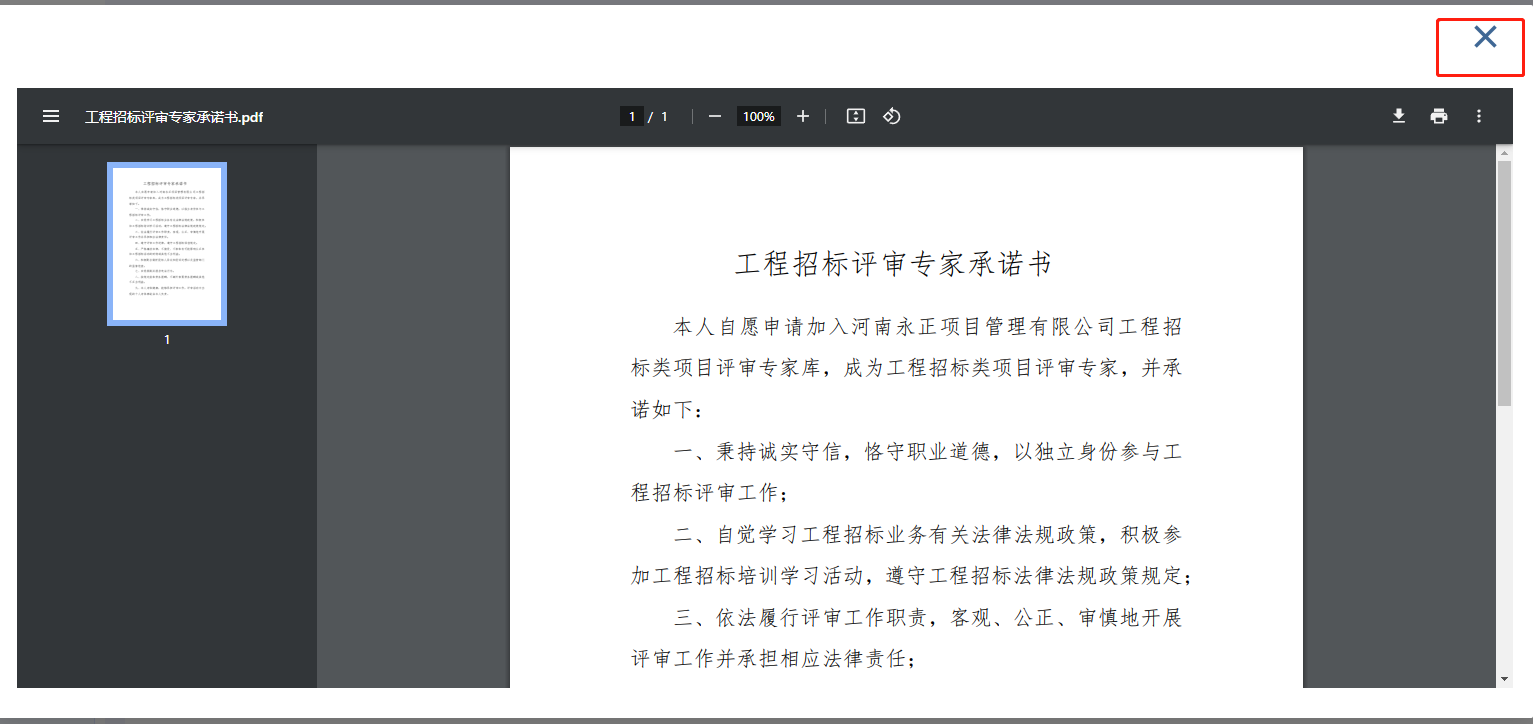 工程招标评审专家承诺书.pdf
1 / 1
100%
1
工程招标评审专家承诺书
本人自愿申请加入河南永正项目管理有限公司工程招
标类项目评审专家库，成为工程招标类项目评审专家，并承
诺如下：
一、秉持诚实守信，恪守职业道德，以独立身份参与工
程招标评审工作；
二、自觉学习工程招标业务有关法律法规政策，积极参
加工程招标培训学习活动，遵守工程招标法律法规政策规定；
三、依法履行评审工作职责，客观、公正、审慎地开展
评审工作并承担相应法律责任；